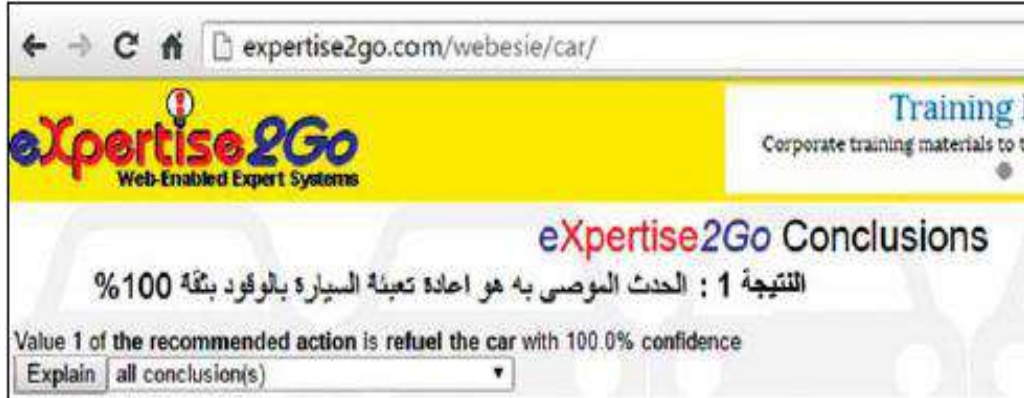 expertise2go.com/webesie/car/
eXpertise2Go
Web-Enabled Expert Systems
Training
Corporate training materials to
eXpertise2Go Conclusions
النتيجة 1 : الحدث الموصى به هو اعادة تعبئة السيارة بالوقود بثقة 100%
Value 1 of the recommended action is refuel the car with 100.0% confidence
Explain all conclusion(s)